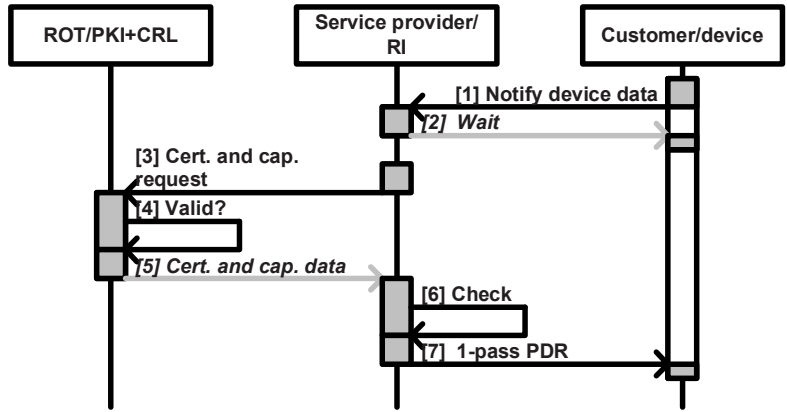 ROT/PKI+CRL
Service provider/
RI
Customer/device
[1] Notify device data
[2]  Wait
[3] Cert. and cap.
request
[4] Valid?
[5] Cert. and cap. data
[6] Check
[7]  1-pass PDR